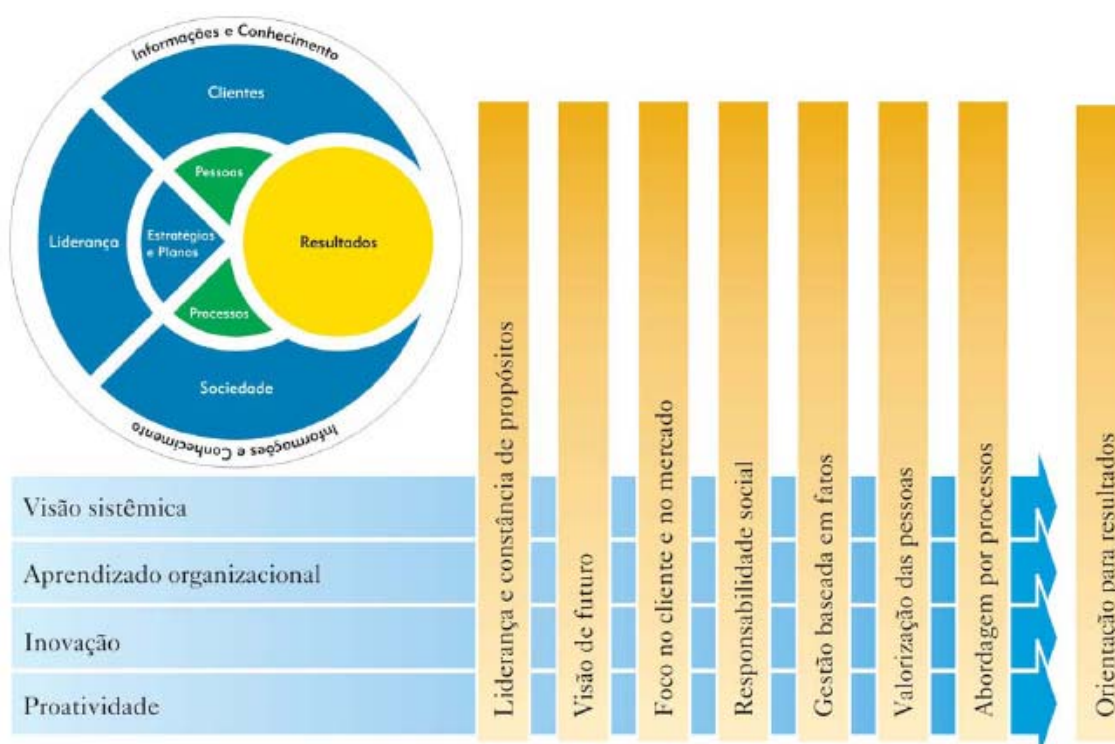 Informações e Conhecimento
Clientes
Pessoas
Liderança
Estratégias
e Planos
Resultados
Processos
Sociedade
Informações e Conhecimento
Visão sistêmica
Aprendizado organizacional
Inovação
Proatividade
Liderança e constância de propósitos
Visão de futuro
Foco no cliente e no mercado
Responsabilidade social
Gestão baseada em fatos
Valorização das pessoas
Abordagem por processos
Orientação para resultados